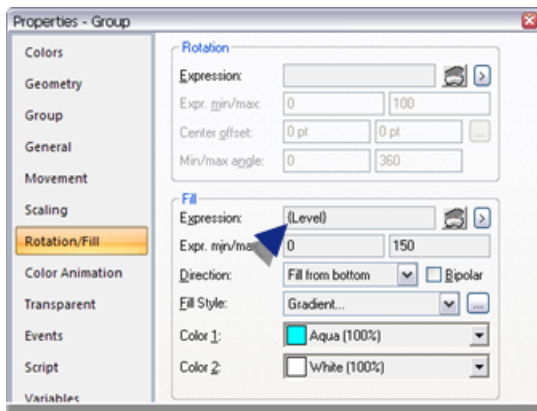 Properties - Group
Colors
Geometry
Group
General
Movement
Scaling
Rotation/Fill
Color Animation
Transparent
Events
Script
Variables
Rotation
Expression:
Expr. min/max: 0 100
Center offset: 0 pt 0 pt ...
Min/max angle: 0 360
Fill
Expression: {Level}
Expr. min/ma 0 150
Direction: Fill from bottom Bipolar
Fill Style: Gradient... ...
Color 1: Aqua (100%)
Color 2: White (100%)